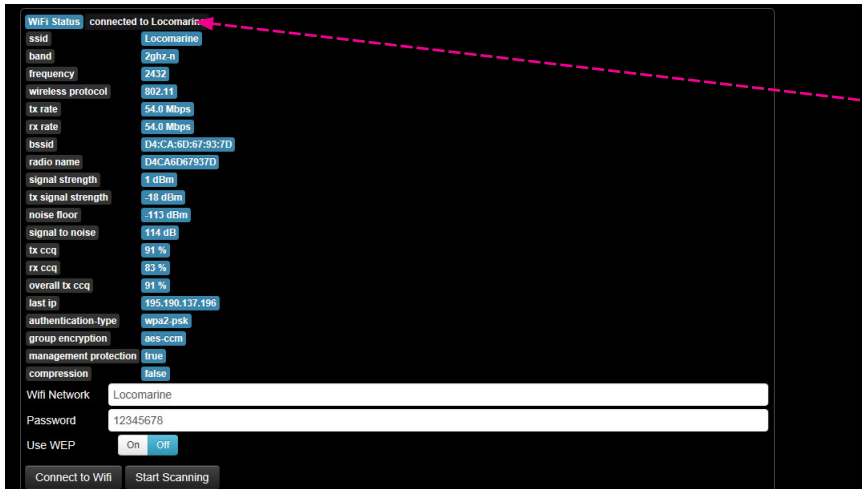 WiFi Status connected to Locomarine
ssid Locomarine
band 2ghz-n
frequency 2432
wireless protocol 802.11
tx rate 54.0 Mbps
rx rate 54.0 Mbps
bssid D4:CA:6D:67:93:7D
radio name D4CA6D67937D
signal strength 1 dBm
tx signal strength -18 dBm
noise floor -113 dBm
signal to noise 114 dB
tx ccq 91 %
rx ccq 83 %
overall tx ccq 91 %
last ip 195.190.137.196
authentication-type wpa2-psk
group encryption aes-ccm
management protection true
compression false
Wifi Network Locomarine
Password 12345678
Use WEP On Off
Connect to Wifi Start Scanning